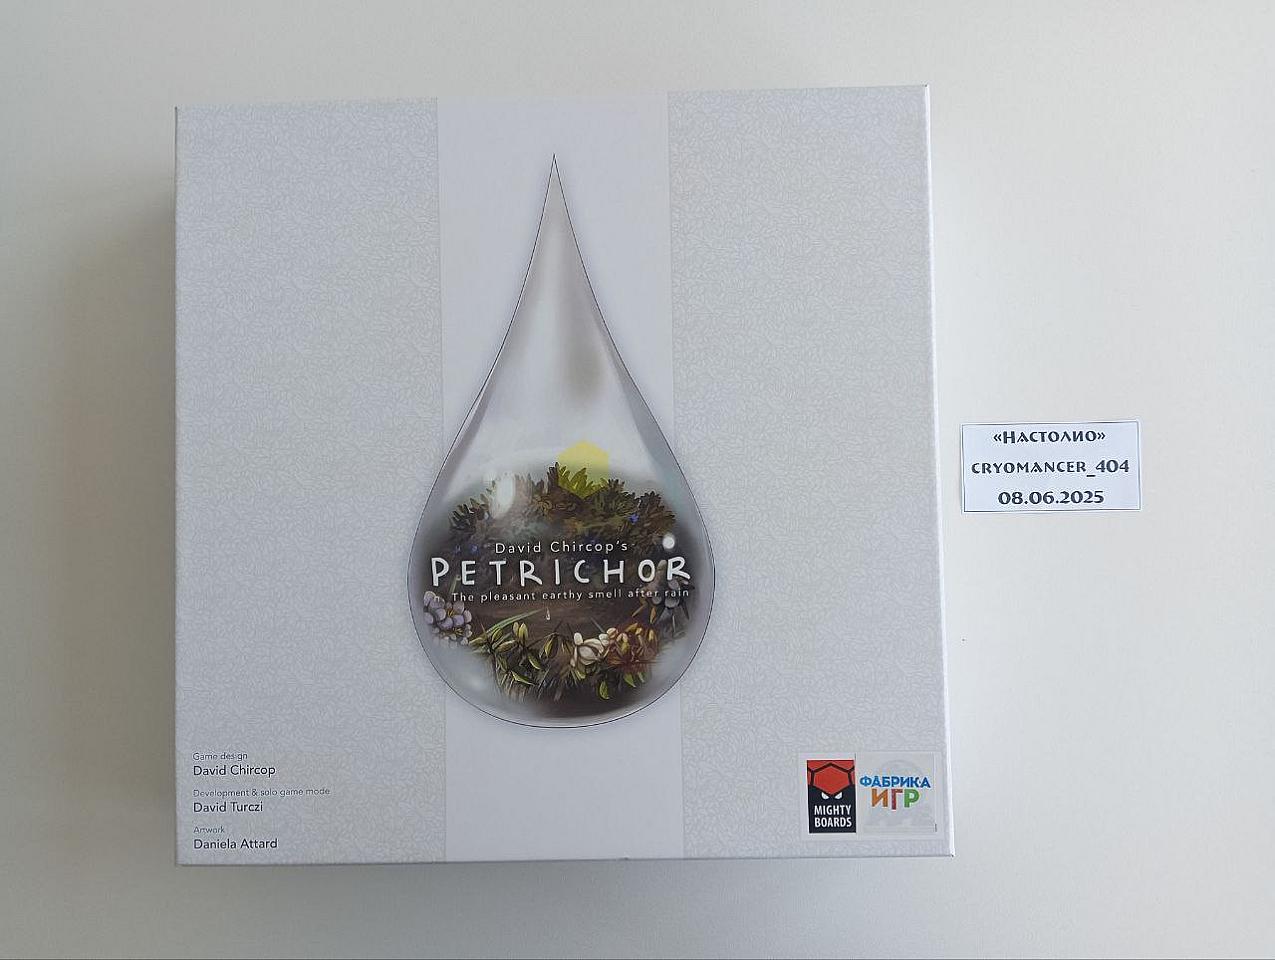 David Chircop's
PETRICHOR
n. The pleasant earthy smell after rain
Game design
David Chircop
Development & solo game mode
David Turczi
Artwork
Daniela Attard
MIGHTY
BOARDS
ФАБРИКА
ИГР
«НАСТОЛИО»
CRYOMANCER_404
08.06.2025